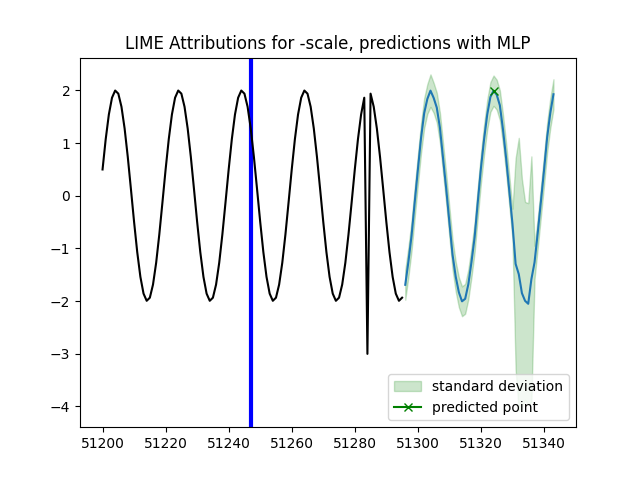 LIME Attributions for -scale, predictions with MLP
2
1
0
−1
−2
−3
−4
standard deviation
predicted point
51200 51220 51240 51260 51280 51300 51320 51340